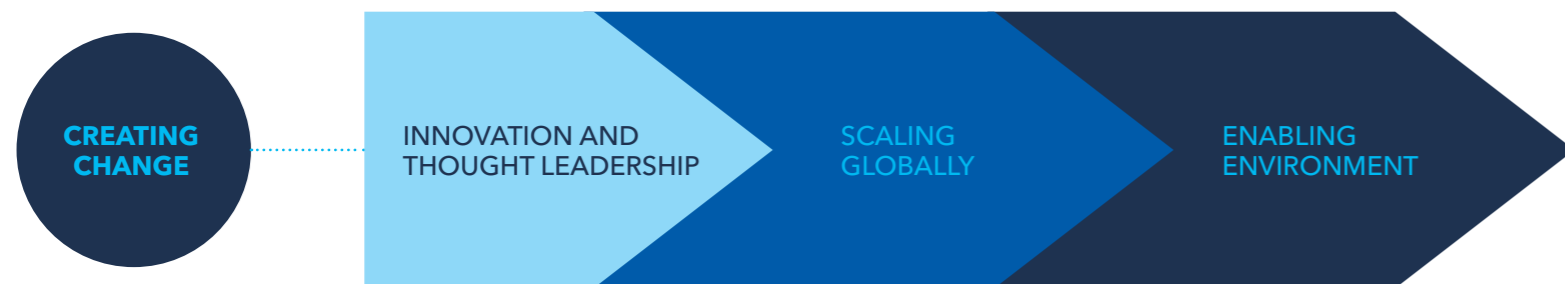 CREATING
CHANGE
INNOVATION AND
THOUGHT LEADERSHIP
SCALING
GLOBALLY
ENABLING
ENVIRONMENT